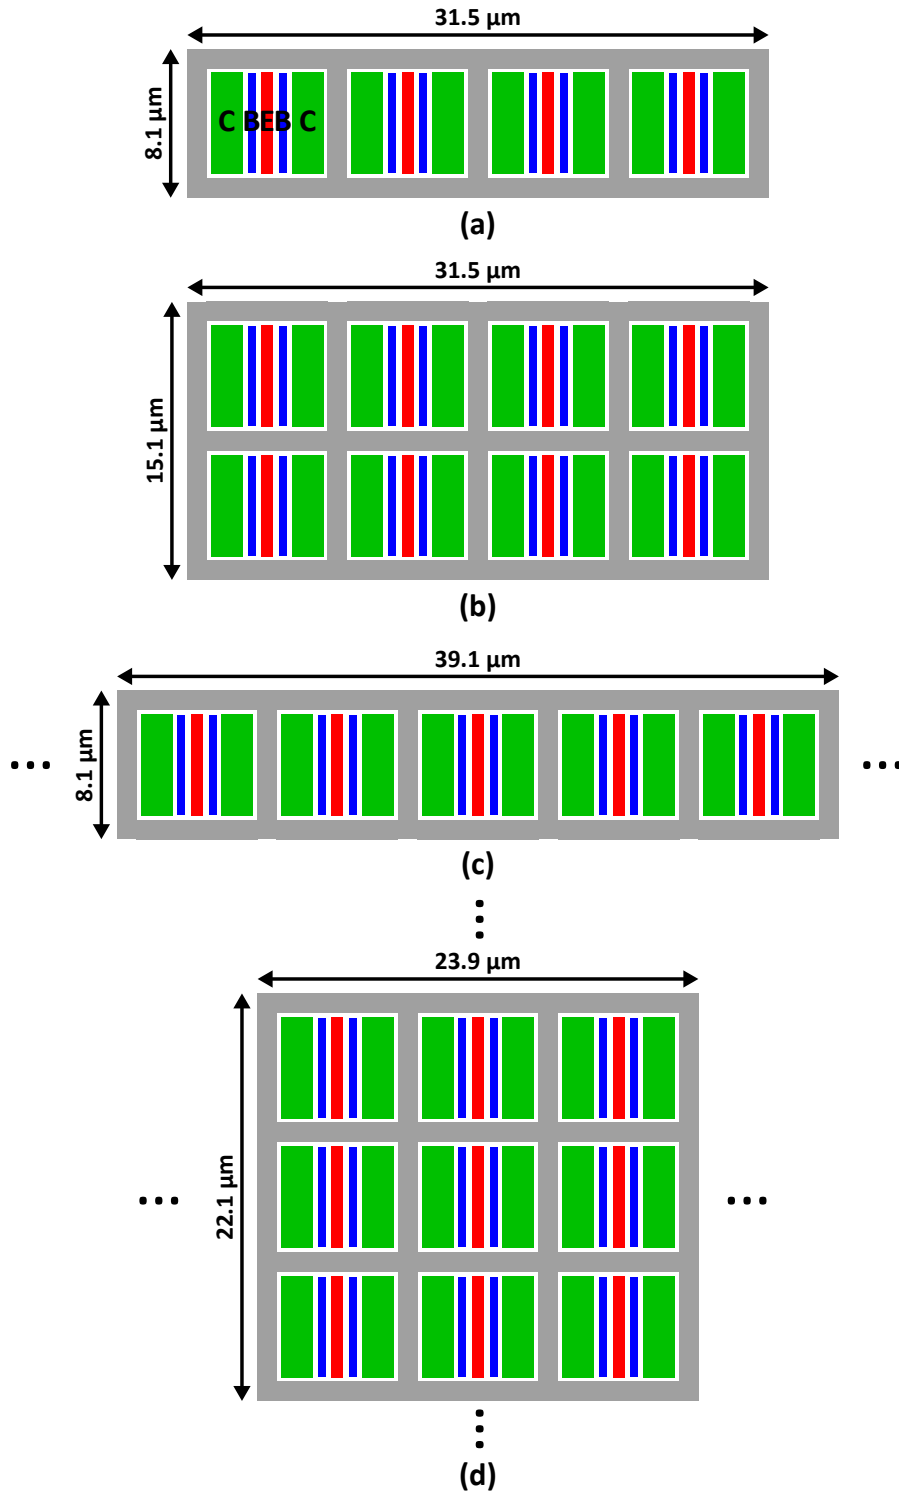 31.5 µm
8.1 µm
C B E B C
(a)
31.5 µm
15.1 µm
(b)
39.1 µm
8.1 µm
(c)
23.9 µm
22.1 µm
(d)